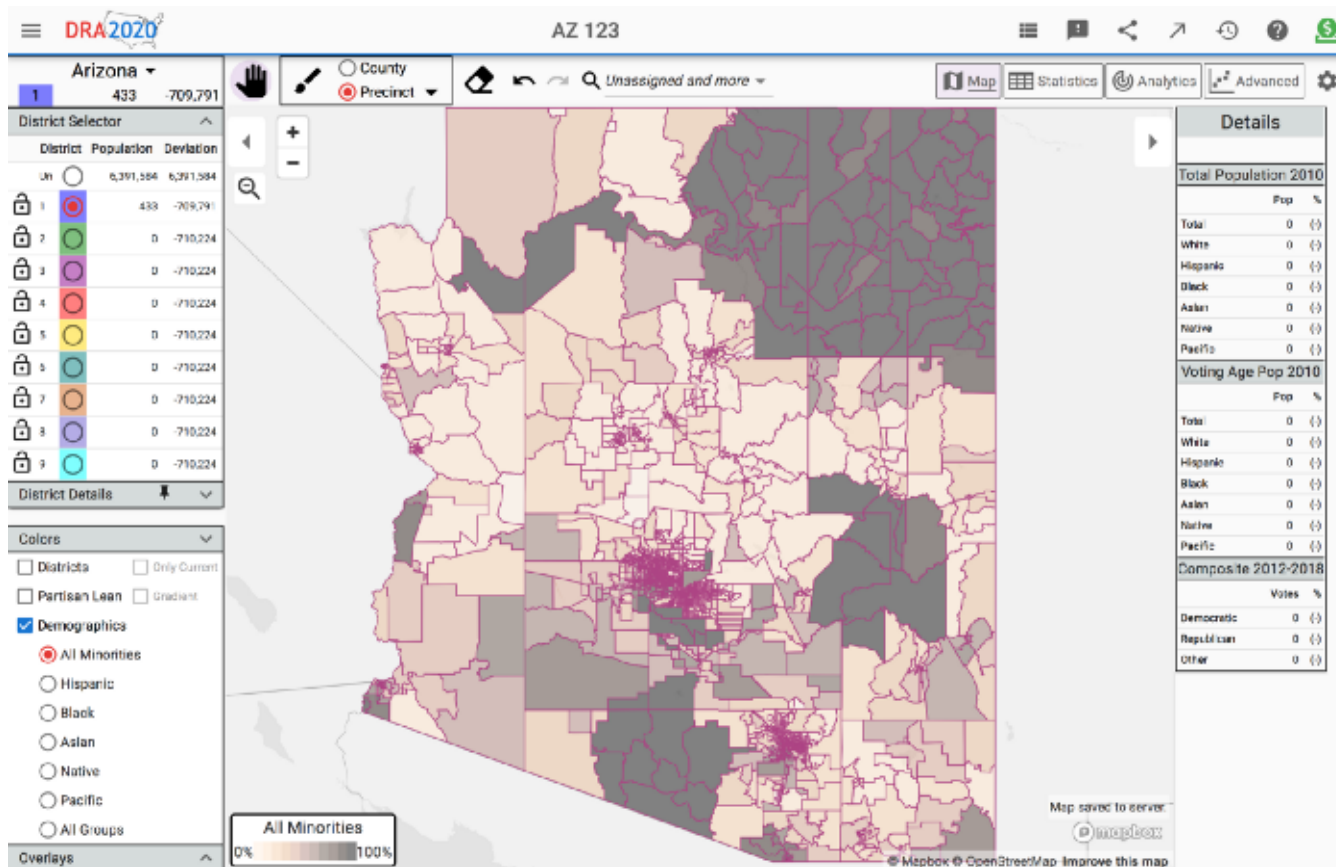 DRA2020
AZ 123
Arizona
1 433 -709,791
County
Precinct
Unassigned and more
Map
Statistics
Analytics
Advanced
District Selector
District Population Deviation
Un 6,391,584 6,391,584
1 433 -709,791
2 0 -710,224
3 0 -710,224
4 0 -710,224
5 0 -710,224
6 0 -710,224
7 0 -710,224
8 0 -710,224
9 0 -710,224
District Details
Colors
Districts Only Current
Partisan Lean Gradient
Demographics
All Minorities
Hispanic
Black
Asian
Native
Pacific
All Groups
Overlays
+
−
All Minorities
0% 100%
Map saved to server.
mapbox
© Mapbox © OpenStreetMap Improve this map
Details
Total Population 2010
Pop %
Total 0 (-)
White 0 (-)
Hispanic 0 (-)
Black 0 (-)
Asian 0 (-)
Native 0 (-)
Pacific 0 (-)
Voting Age Pop 2010
Pop %
Total 0 (-)
White 0 (-)
Hispanic 0 (-)
Black 0 (-)
Asian 0 (-)
Native 0 (-)
Pacific 0 (-)
Composite 2012-2018
Votes %
Democratic 0 (-)
Republican 0 (-)
Other 0 (-)